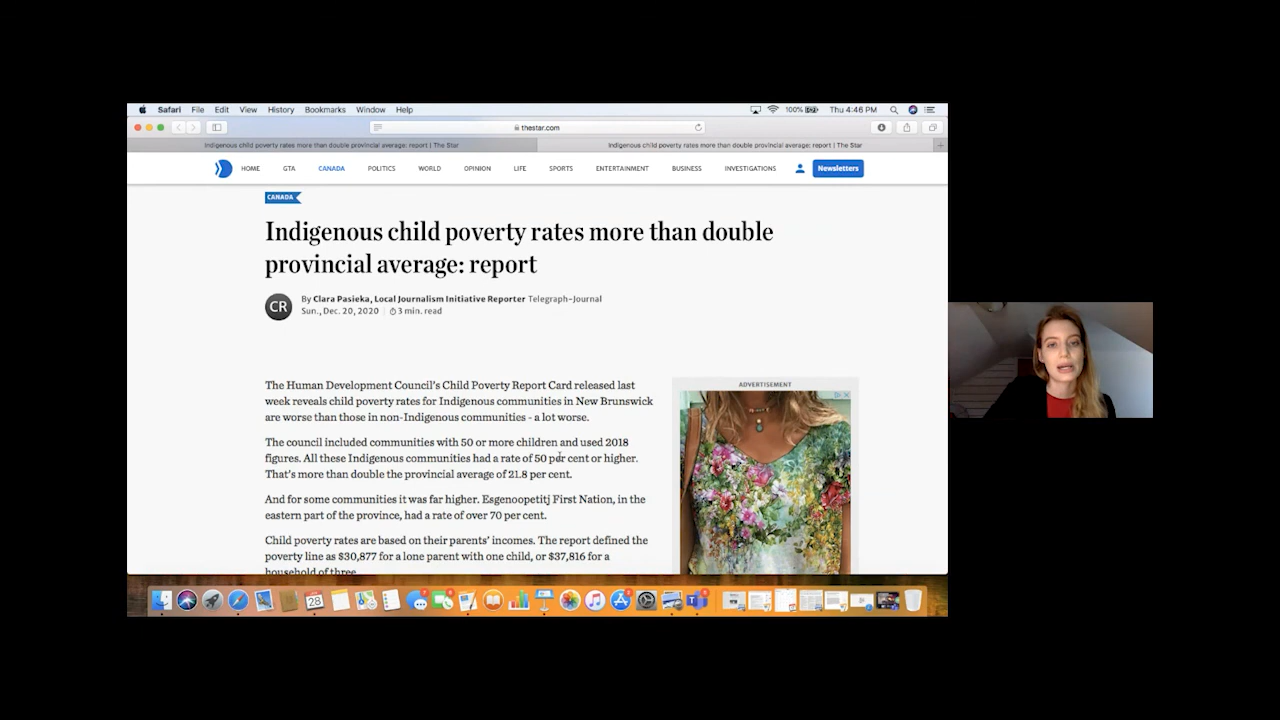 Safari File Edit View History Bookmarks Window Help 100% Thu 4:46 PM
thestar.com
Indigenous child poverty rates more than double provincial average: report | The Star Indigenous child poverty rates more than double provincial average: report | The Star
HOME GTA CANADA POLITICS WORLD OPINION LIFE SPORTS ENTERTAINMENT BUSINESS INVESTIGATIONS Newsletters
CANADA
Indigenous child poverty rates more than double
provincial average: report
CR
By Clara Pasieka, Local Journalism Initiative Reporter Telegraph-Journal
Sun., Dec. 20, 2020 3 min. read
The Human Development Council's Child Poverty Report Card released last
week reveals child poverty rates for Indigenous communities in New Brunswick
are worse than those in non-Indigenous communities - a lot worse.
The council included communities with 50 or more children and used 2018
figures. All these Indigenous communities had a rate of 50 per cent or higher.
That's more than double the provincial average of 21.8 per cent.
And for some communities it was far higher. Esgenoopetitj First Nation, in the
eastern part of the province, had a rate of over 70 per cent.
Child poverty rates are based on their parents' incomes. The report defined the
poverty line as $30,877 for a lone parent with one child, or $37,816 for a
household of three.
ADVERTISEMENT
28